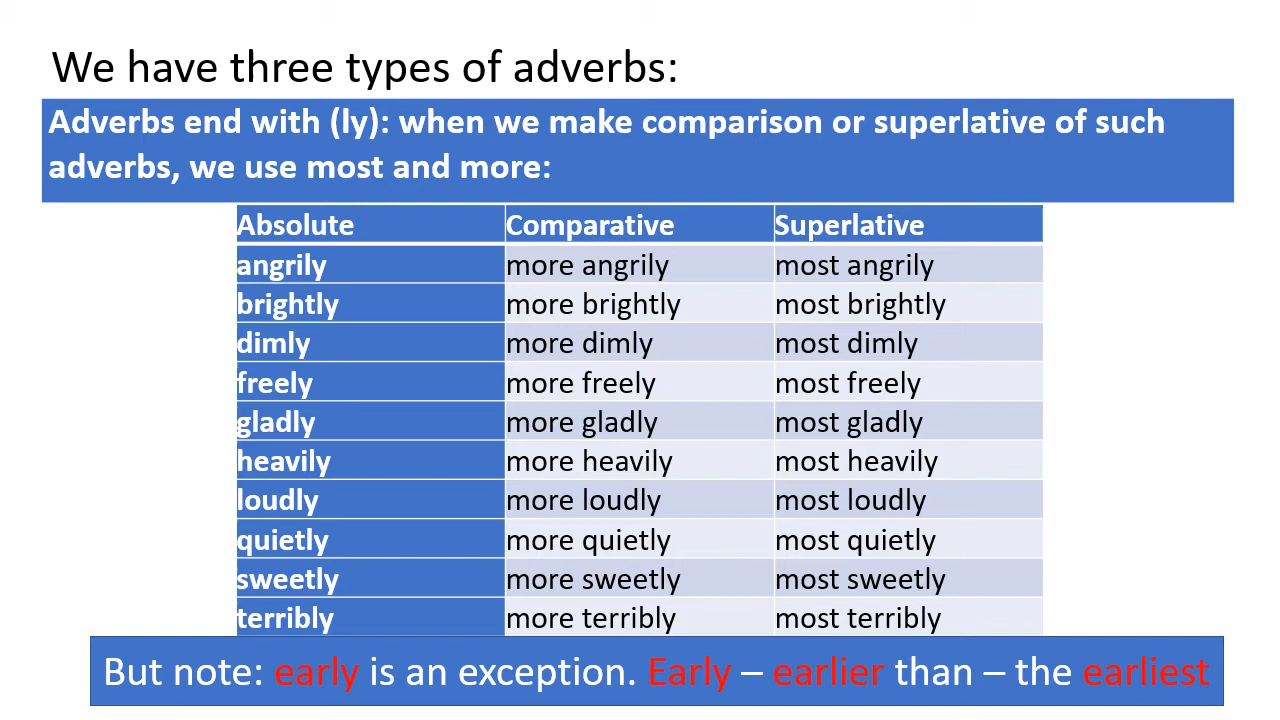 We have three types of adverbs:
Adverbs end with (ly): when we make comparison or superlative of such
adverbs, we use most and more:
Absolute Comparative Superlative
angrily more angrily most angrily
brightly more brightly most brightly
dimly more dimly most dimly
freely more freely most freely
gladly more gladly most gladly
heavily more heavily most heavily
loudly more loudly most loudly
quietly more quietly most quietly
sweetly more sweetly most sweetly
terribly more terribly most terribly
But note: early is an exception. Early – earlier than – the earliest